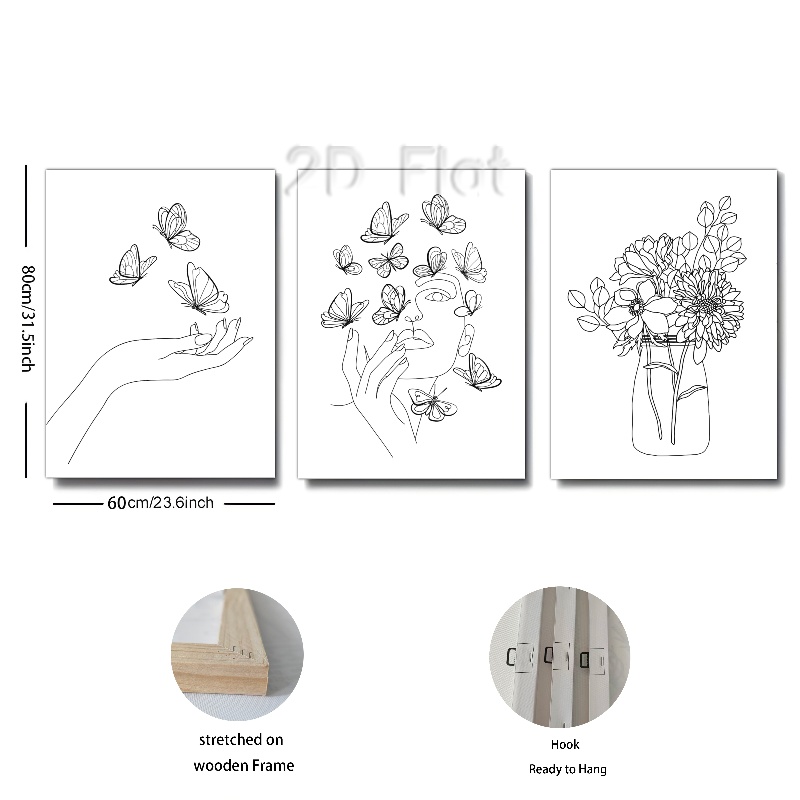 2D Flat
80cm/31.5inch
60cm/23.6inch
stretched on
wooden Frame
Hook
Ready to Hang